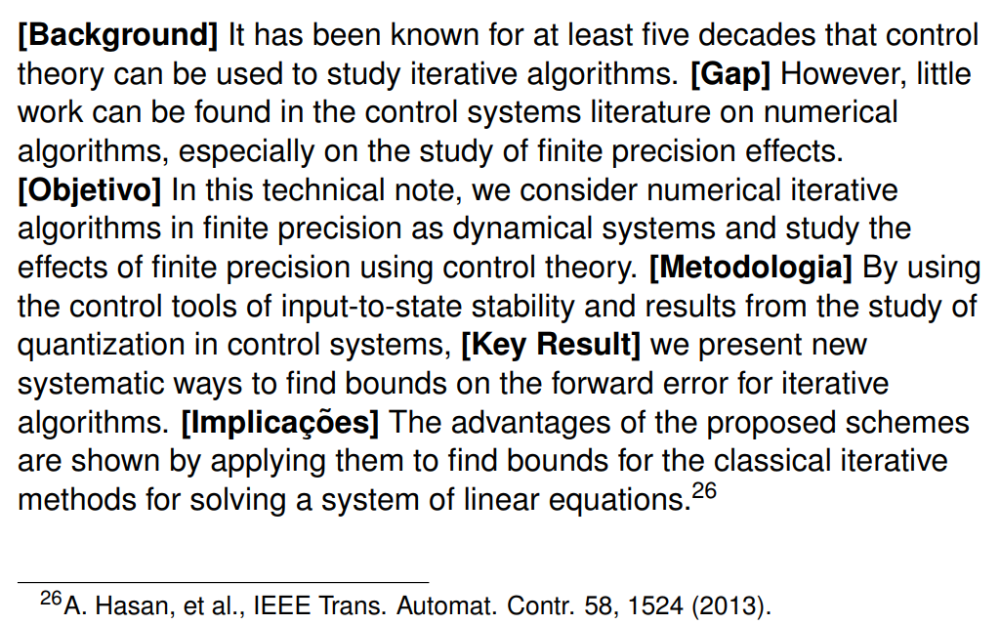 [Background] It has been known for at least five decades that control
theory can be used to study iterative algorithms. [Gap] However, little
work can be found in the control systems literature on numerical
algorithms, especially on the study of finite precision effects.
[Objetivo] In this technical note, we consider numerical iterative
algorithms in finite precision as dynamical systems and study the
effects of finite precision using control theory. [Metodologia] By using
the control tools of input-to-state stability and results from the study of
quantization in control systems, [Key Result] we present new
systematic ways to find bounds on the forward error for iterative
algorithms. [Implicações] The advantages of the proposed schemes
are shown by applying them to find bounds for the classical iterative
methods for solving a system of linear equations.26
26A. Hasan, et al., IEEE Trans. Automat. Contr. 58, 1524 (2013).